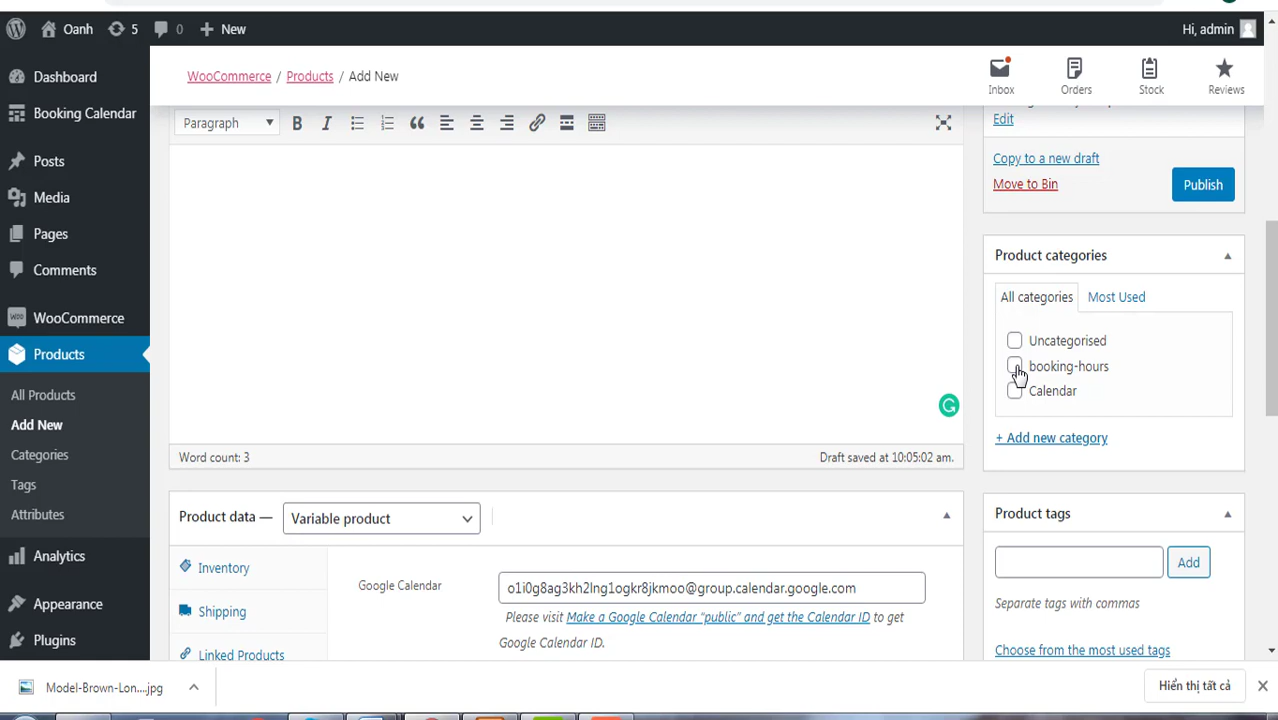 Oanh 5 0 New Hi, admin
WooCommerce / Products / Add New
Inbox Orders Stock Reviews
Dashboard
Booking Calendar
Posts
Media
Pages
Comments
WooCommerce
Products
All Products
Add New
Categories
Tags
Attributes
Analytics
Appearance
Plugins
Paragraph
Word count: 3 Draft saved at 10:05:02 am.
Product data — Variable product
Inventory
Shipping
Linked Products
Google Calendar o1i0g8ag3kh2lng1ogkr8jkmoo@group.calendar.google.com
Please visit Make a Google Calendar "public" and get the Calendar ID to get
Google Calendar ID.
Edit
Copy to a new draft
Move to Bin
Publish
Product categories
All categories Most Used
Uncategorised
booking-hours
Calendar
+ Add new category
Product tags
Add
Separate tags with commas
Choose from the most used tags
Model-Brown-Lon....jpg
Hiển thị tất cả